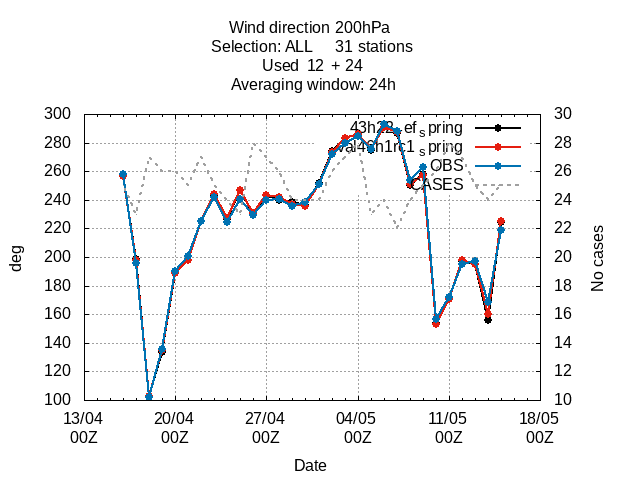 Wind direction 200hPa
Selection: ALL 31 stations
Used 12 + 24
Averaging window: 24h
300
280
260
240
220
200
180
160
140
120
100
30
28
26
24
22
20
18
16
14
12
10
deg
No cases
spring
spring
OBS
CASES
13/04 00Z
20/04 00Z
27/04 00Z
04/05 00Z
11/05 00Z
18/05 00Z
Date